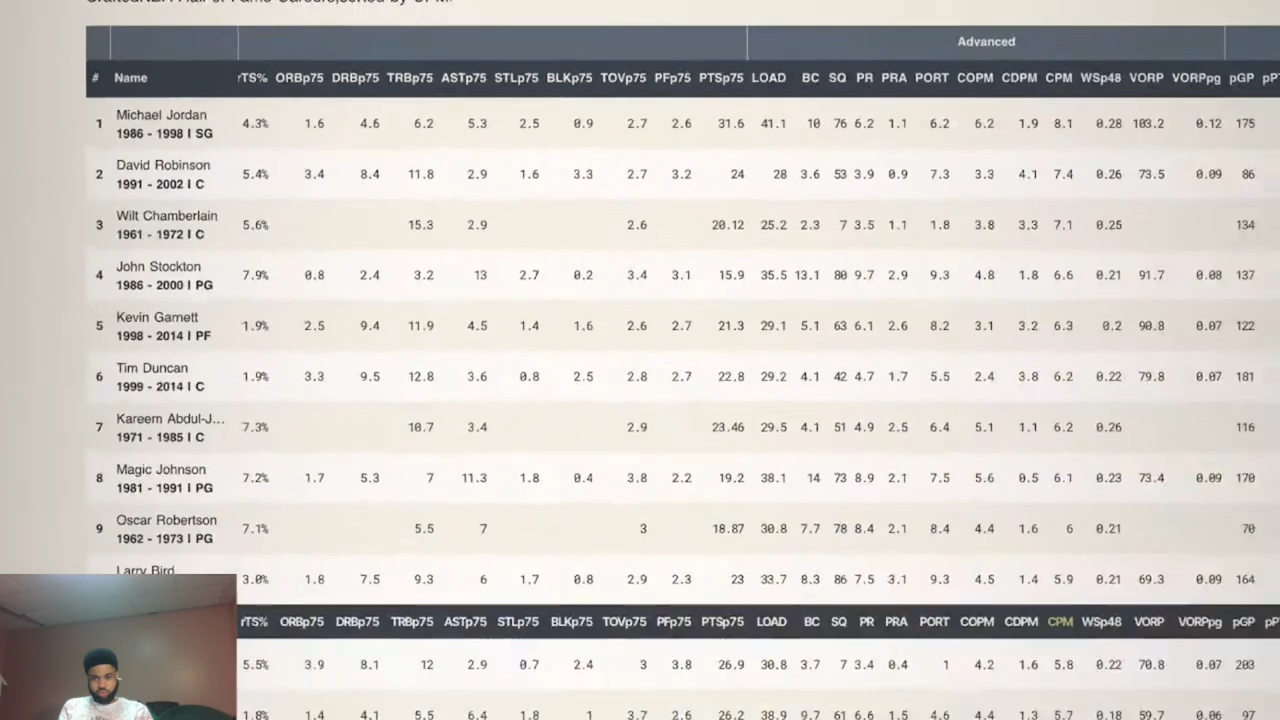 Advanced
# Name rTS% ORBp75 DRBp75 TRBp75 ASTp75 STLp75 BLKp75 TOVp75 PFp75 PTSp75 LOAD BC SQ PR PRA PORT COPM CDPM CPM WSp48 VORP VORPpg pGP
Michael Jordan
1 4.3% 1.6 4.6 6.2 5.3 2.5 0.9 2.7 2.6 31.6 41.1 10 76 6.2 1.1 6.2 6.2 1.9 8.1 0.28 103.2 0.12 175
1986 - 1998 | SG
David Robinson
2 5.4% 3.4 8.4 11.8 2.9 1.6 3.3 2.7 3.2 24 28 3.6 53 3.9 0.9 7.3 3.3 4.1 7.4 0.26 73.5 0.09 86
1991 - 2002 | C
Wilt Chamberlain
3 5.6% 15.3 2.9 2.6 20.12 25.2 2.3 7 3.5 1.1 1.8 3.8 3.3 7.1 0.25 134
1961 - 1972 | C
John Stockton
4 7.9% 0.8 2.4 3.2 13 2.7 0.2 3.4 3.1 15.9 35.5 13.1 80 9.7 2.9 9.3 4.8 1.8 6.6 0.21 91.7 0.08 137
1986 - 2000 | PG
Kevin Garnett
5 1.9% 2.5 9.4 11.9 4.5 1.4 1.6 2.6 2.7 21.3 29.1 5.1 63 6.1 2.6 8.2 3.1 3.2 6.3 0.2 90.8 0.07 122
1998 - 2014 | PF
Tim Duncan
6 1.9% 3.3 9.5 12.8 3.6 0.8 2.5 2.8 2.7 22.8 29.2 4.1 42 4.7 1.7 5.5 2.4 3.8 6.2 0.22 79.8 0.07 181
1999 - 2014 | C
Kareem Abdul-J...
7 7.3% 10.7 3.4 2.9 23.46 29.5 4.1 51 4.9 2.5 6.4 5.1 1.1 6.2 0.26 116
1971 - 1985 | C
Magic Johnson
8 7.2% 1.7 5.3 7 11.3 1.8 0.4 3.8 2.2 19.2 38.1 14 73 8.9 2.1 7.5 5.6 0.5 6.1 0.23 73.4 0.09 170
1981 - 1991 | PG
Oscar Robertson
9 7.1% 5.5 7 3 18.87 30.8 7.7 78 8.4 2.1 8.4 4.4 1.6 6 0.21 70
1962 - 1973 | PG
Larry Bird
3.0% 1.8 7.5 9.3 6 1.7 0.8 2.9 2.3 23 33.7 8.3 86 7.5 3.1 9.3 4.5 1.4 5.9 0.21 69.3 0.09 164
rTS% ORBp75 DRBp75 TRBp75 ASTp75 STLp75 BLKp75 TOVp75 PFp75 PTSp75 LOAD BC SQ PR PRA PORT COPM CDPM CPM WSp48 VORP VORPpg pGP
5.5% 3.9 8.1 12 2.9 0.7 2.4 3 3.8 26.9 30.8 3.7 7 3.4 0.4 1 4.2 1.6 5.8 0.22 70.8 0.07 203
1.8% 1.4 4.1 5.5 6.4 1.8 1 3.7 2.6 26.2 38.9 9.7 61 6.6 1.5 4.6 4.4 1.3 5.7 0.18 59.7 0.06 97